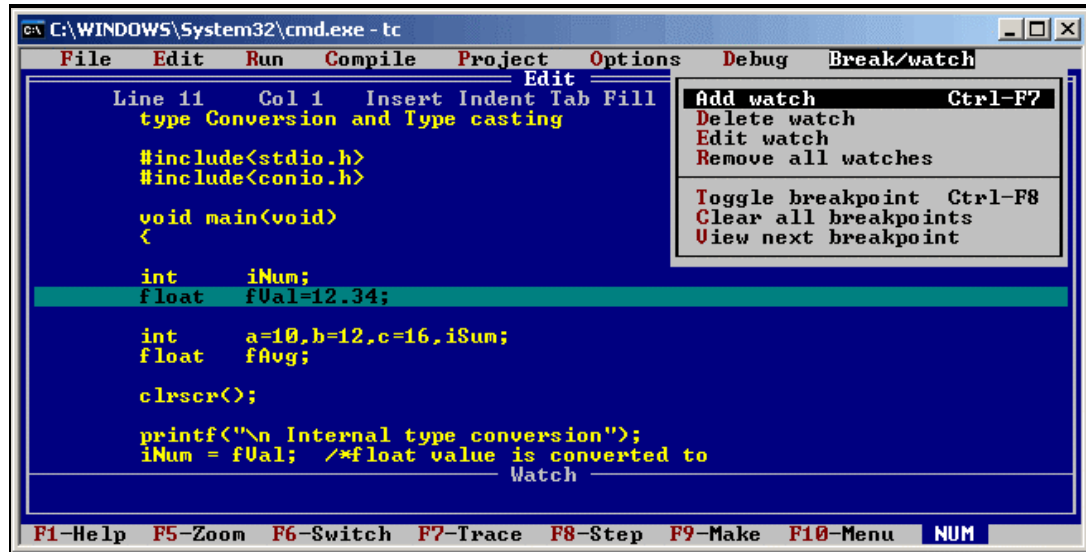 C:\WINDOWS\System32\cmd.exe - tc
File Edit Run Compile Project Options Debug Break/watch
Edit
Line 11 Col 1 Insert Indent Tab Fill
Add watch Ctrl-F7
Delete watch
Edit watch
Remove all watches
Toggle breakpoint Ctrl-F8
Clear all breakpoints
View next breakpoint
type Conversion and Type casting
#include<stdio.h>
#include<conio.h>
void main(void)
{
int iNum;
float fVal=12.34;
int a=10,b=12,c=16,iSum;
float fAvg;
clrscr();
printf("\n Internal type conversion");
iNum = fVal; /*float value is converted to
Watch
F1-Help F5-Zoom F6-Switch F7-Trace F8-Step F9-Make F10-Menu NUM